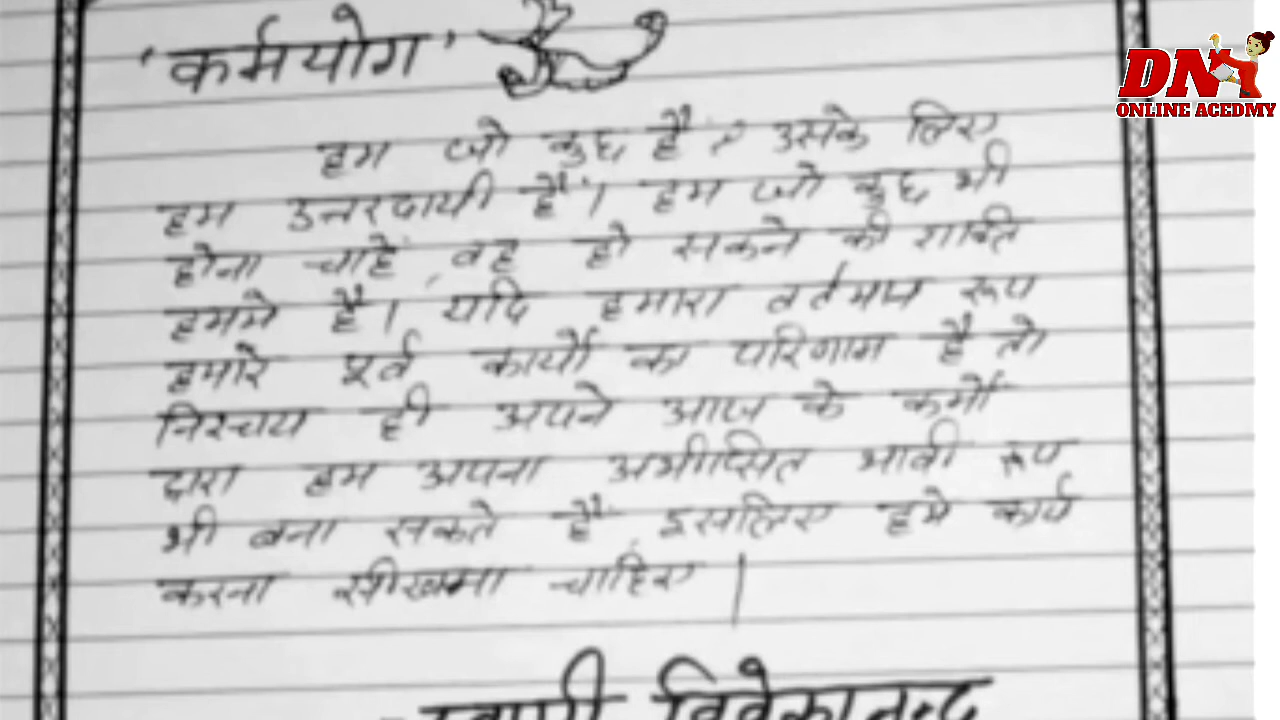 'कर्मयोग'
DN
ONLINE ACEDMY
हम जो कुछ हैं, उसके लिए
हम उत्तरदायी हैं। हम जो कुछ भी
होना चाहें, वह हो सकने की शक्ति
हममे है। यदि हमारा वर्तमान रूप
हमारे पूर्व कार्यो का परिणाम है तो
निश्चय ही अपने आज के कर्मो
द्वारा हम अपना अभीप्सित भावी रूप
भी बना सकते हैं, इसलिए हमे कार्य
करना सीखना चाहिए।
- स्वामी विवेकानन्द